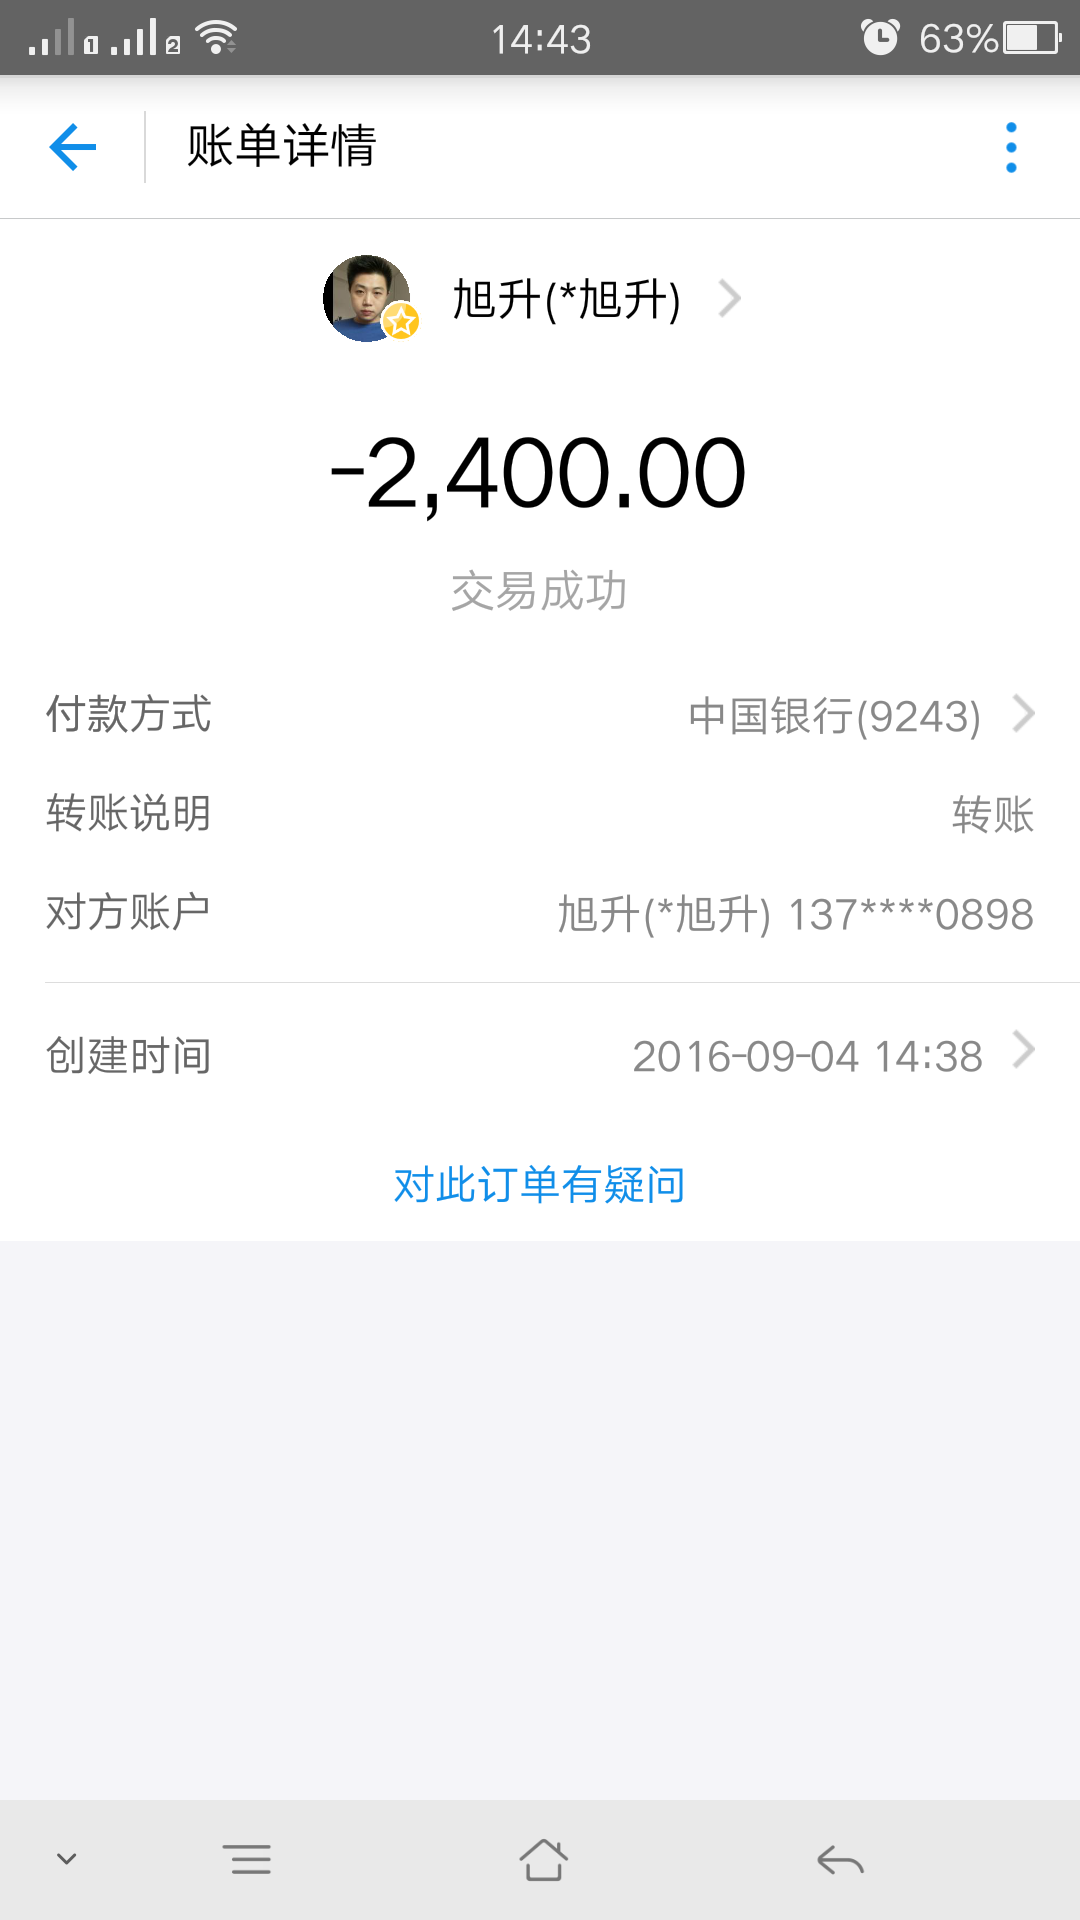 1 2 14:43 63%
账单详情
旭升(*旭升)
-2,400.00
交易成功
付款方式 中国银行(9243)
转账说明 转账
对方账户 旭升(*旭升) 137****0898
创建时间 2016-09-04 14:38
对此订单有疑问